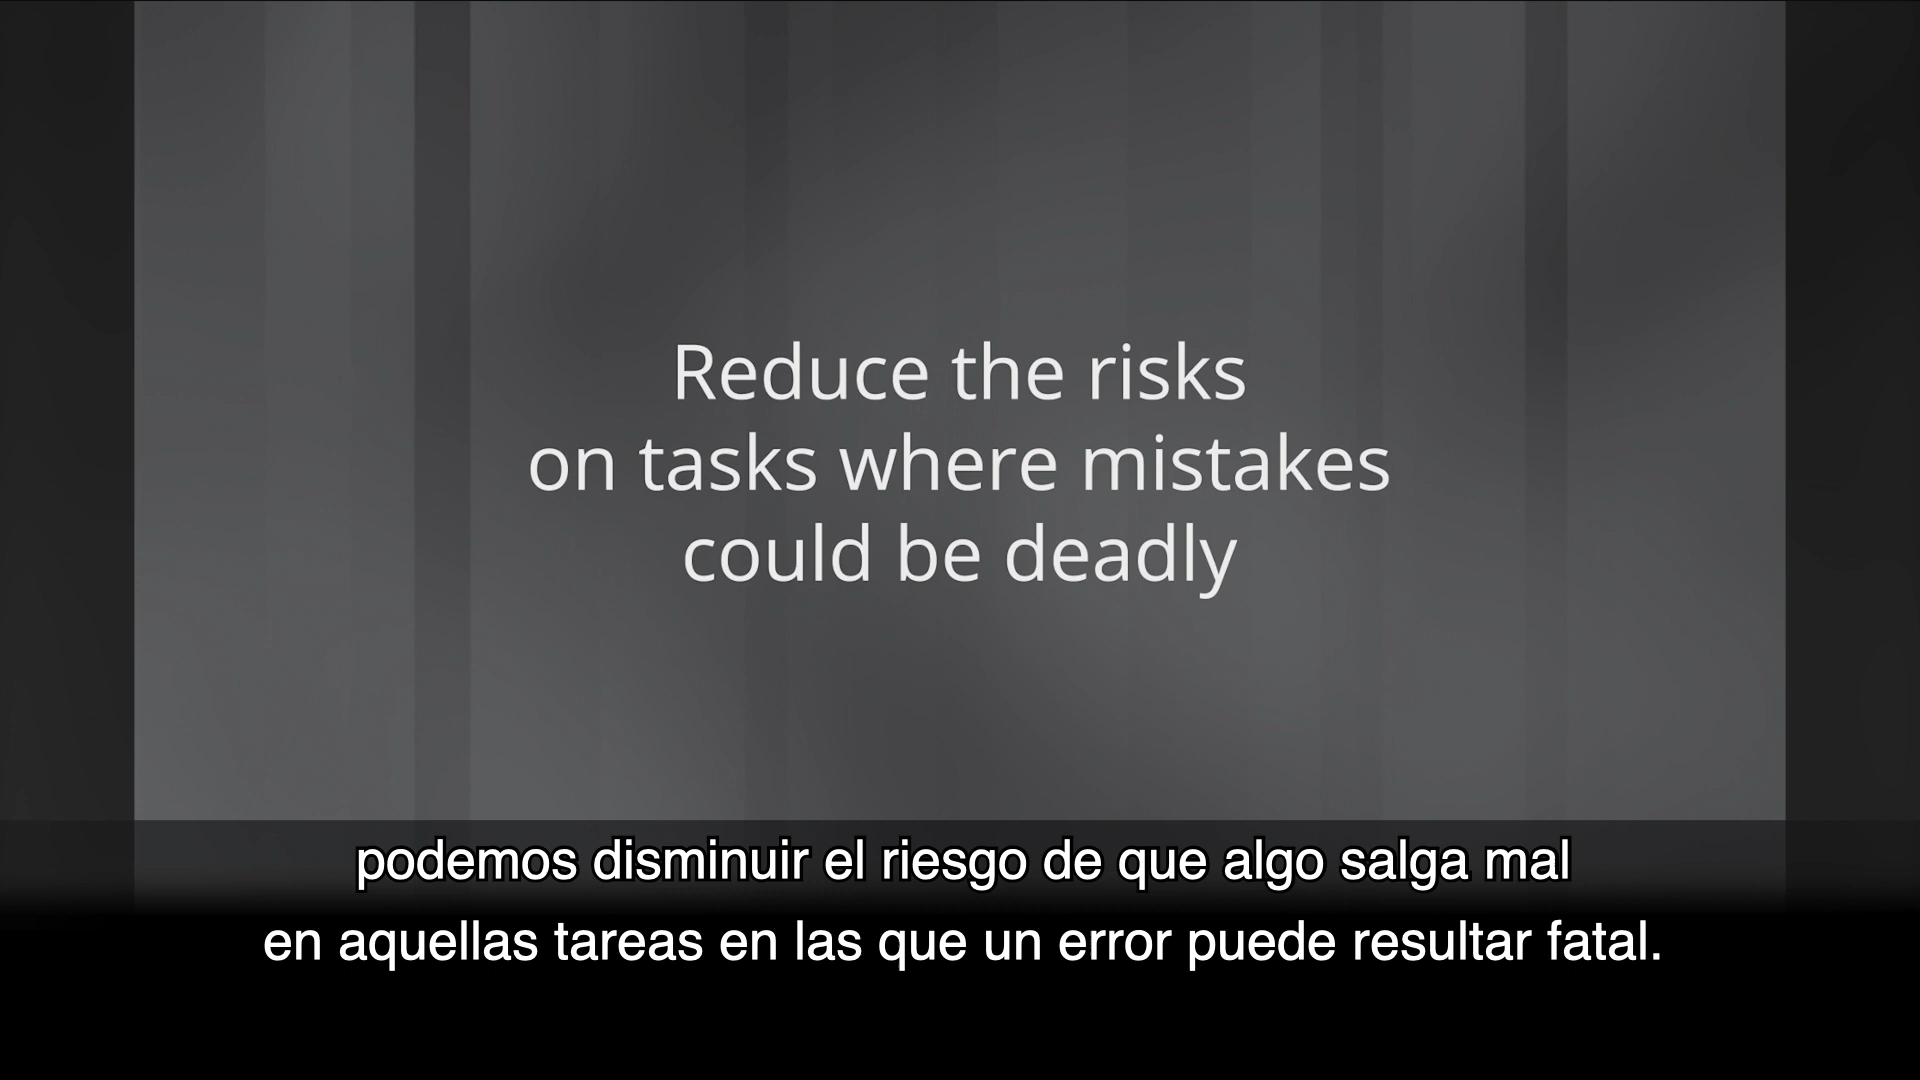 Reduce the risks
on tasks where mistakes
could be deadly
podemos disminuir el riesgo de que algo salga mal
en aquellas tareas en las que un error puede resultar fatal.